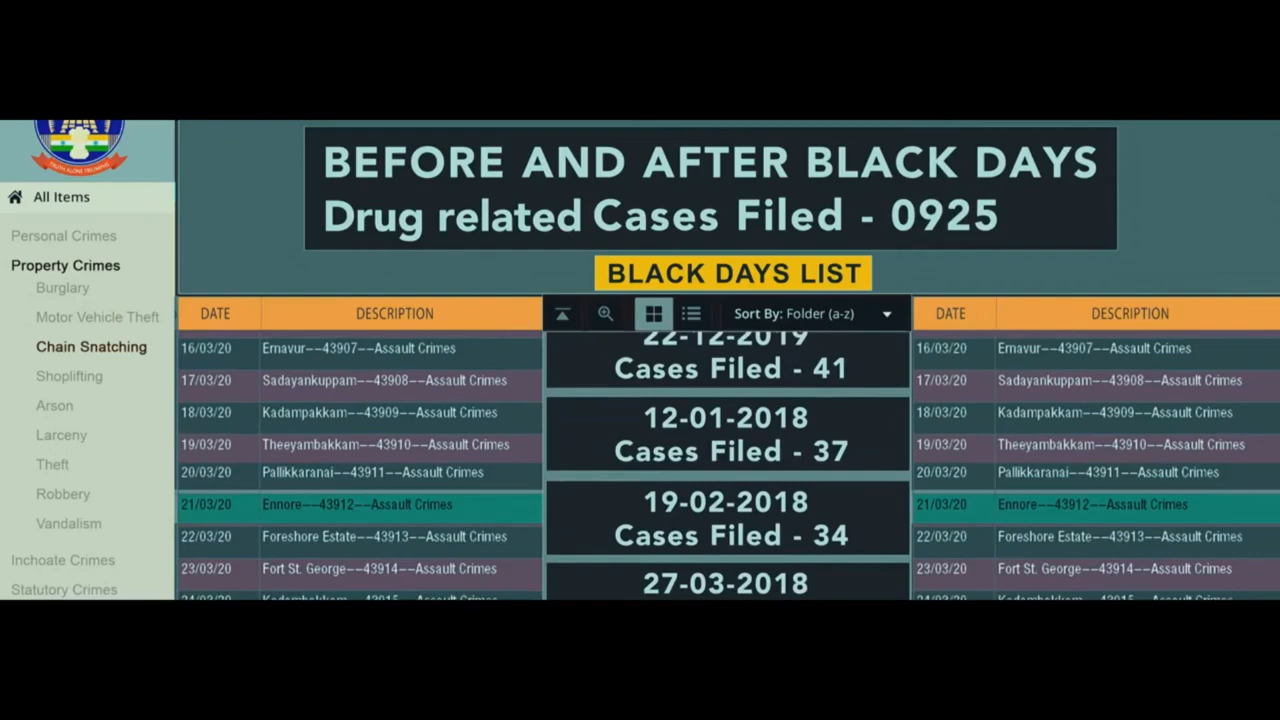 TRUTH ALONE TRIUMPHS
All Items
Personal Crimes
Property Crimes
Burglary
Motor Vehicle Theft
Chain Snatching
Shoplifting
Arson
Larceny
Theft
Robbery
Vandalism
Inchoate Crimes
Statutory Crimes
BEFORE AND AFTER BLACK DAYS
Drug related Cases Filed - 0925
BLACK DAYS LIST
DATE DESCRIPTION
16/03/20 Ernavur––43907––Assault Crimes
17/03/20 Sadayankuppam––43908––Assault Crimes
18/03/20 Kadampakkam––43909––Assault Crimes
19/03/20 Theeyambakkam––43910––Assault Crimes
20/03/20 Pallikkaranai––43911––Assault Crimes
21/03/20 Ennore––43912––Assault Crimes
22/03/20 Foreshore Estate––43913––Assault Crimes
23/03/20 Fort St. George––43914––Assault Crimes
Sort By: Folder (a-z)
22-12-2019
Cases Filed - 41
12-01-2018
Cases Filed - 37
19-02-2018
Cases Filed - 34
27-03-2018
DATE DESCRIPTION
16/03/20 Ernavur––43907––Assault Crimes
17/03/20 Sadayankuppam––43908––Assault Crimes
18/03/20 Kadampakkam––43909––Assault Crimes
19/03/20 Theeyambakkam––43910––Assault Crimes
20/03/20 Pallikkaranai––43911––Assault Crimes
21/03/20 Ennore––43912––Assault Crimes
22/03/20 Foreshore Estate––43913––Assault Crimes
23/03/20 Fort St. George––43914––Assault Crimes